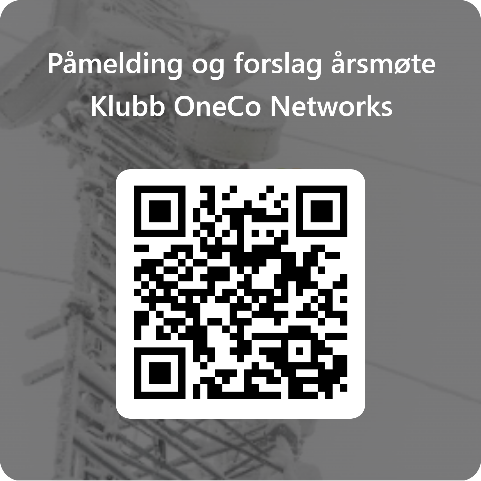 Påmelding og forslag årsmøte
Klubb OneCo Networks